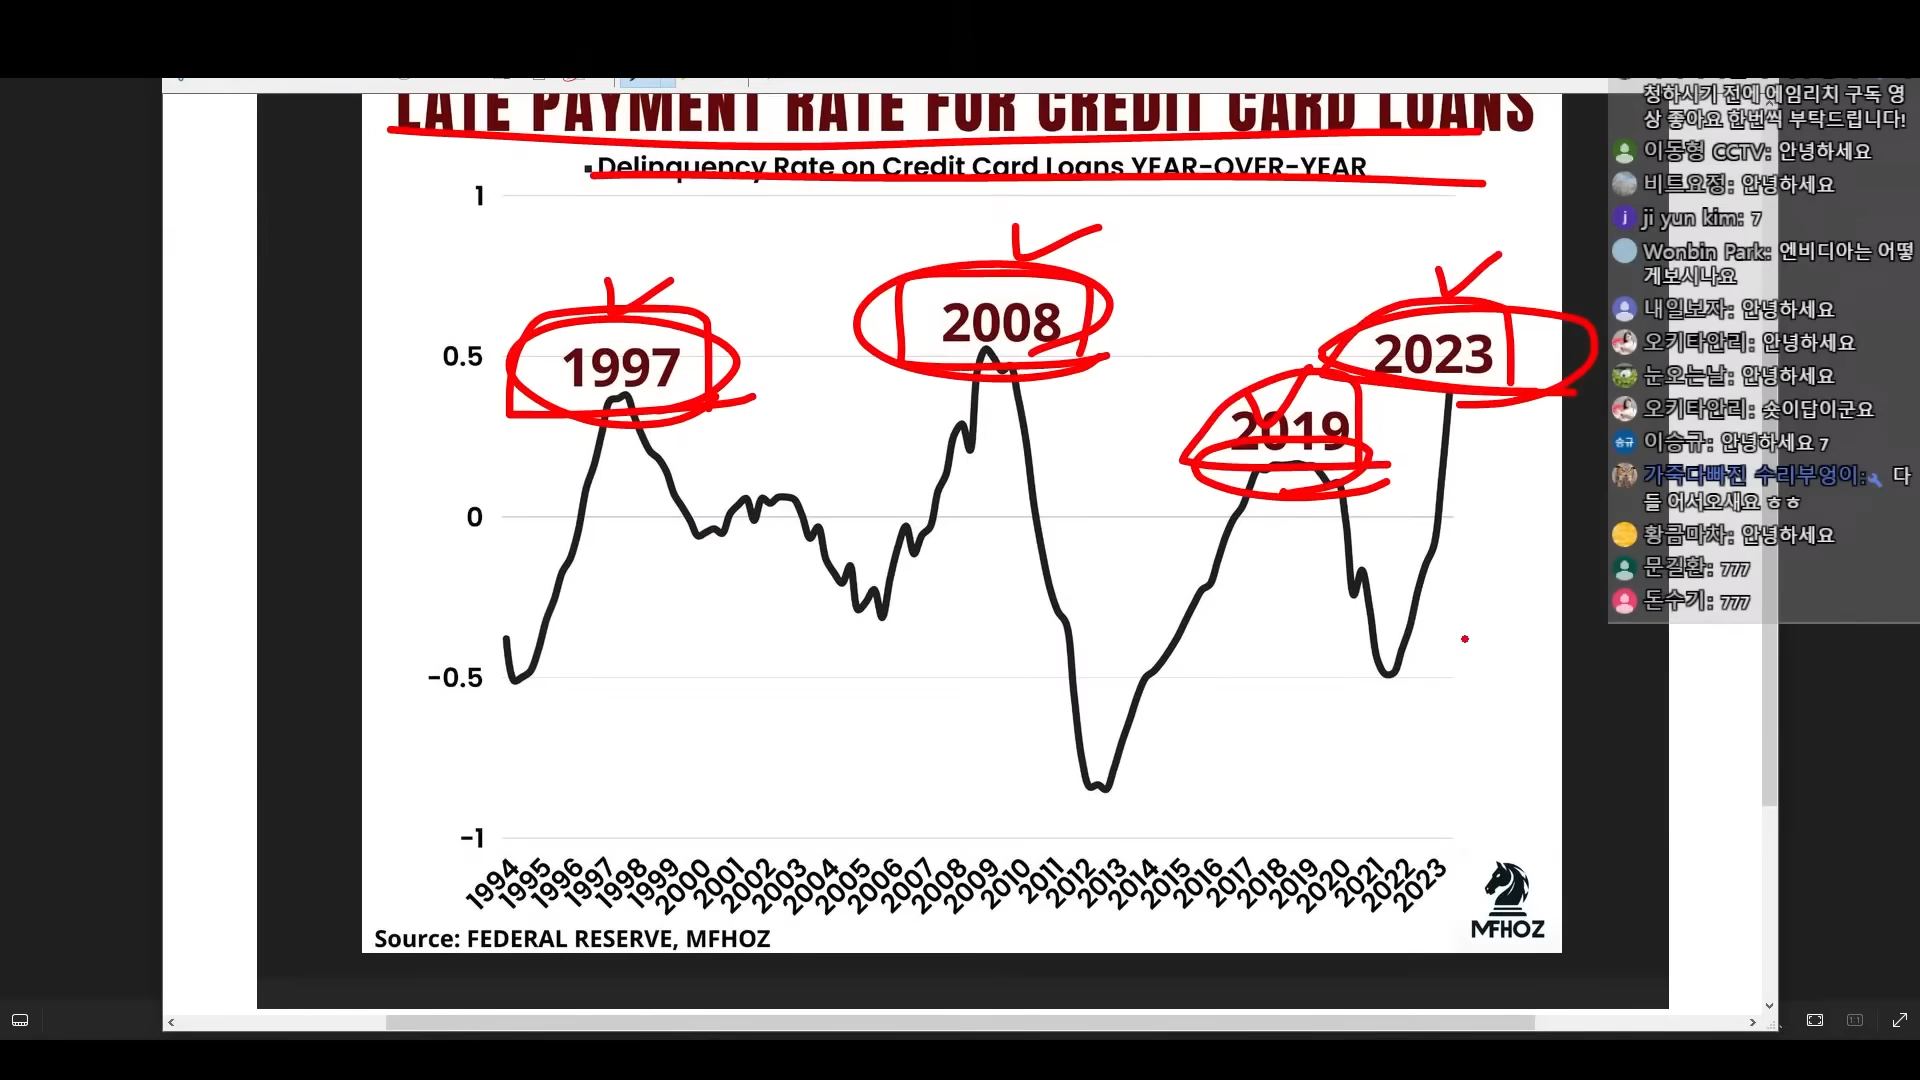 LATE PAYMENT RATE FOR CREDIT CARD LOANS
Delinquency Rate on Credit Card Loans YEAR-OVER-YEAR
1
0.5
0
-0.5
-1
1997
2008
2019
2023
1994
1995
1996
1997
1998
1999
2000
2001
2002
2003
2004
2005
2006
2007
2008
2009
2010
2011
2012
2013
2014
2015
2016
2017
2018
2019
2020
2021
2022
2023
Source: FEDERAL RESERVE, MFHOZ
MFHOZ
청하시기 전에 에임리치 구독 영
상 좋아요 한번씩 부탁드립니다!
이동형 CCTV: 안녕하세요
비트요정: 안녕하세요
j
ji yun kim: 7
Wonbin Park: 엔비디아는 어떻
게보시나요
내일보자: 안녕하세요
오키타안리: 안녕하세요
눈오는날: 안녕하세요
오키타안리: 숏이답이군요
승규
이승규: 안녕하세요 7
가죽다빠진 수리부엉이: 다
들 어서오세요 ㅎㅎ
황금마차: 안녕하세요
문길환: 777
돈수기: 777
1:1